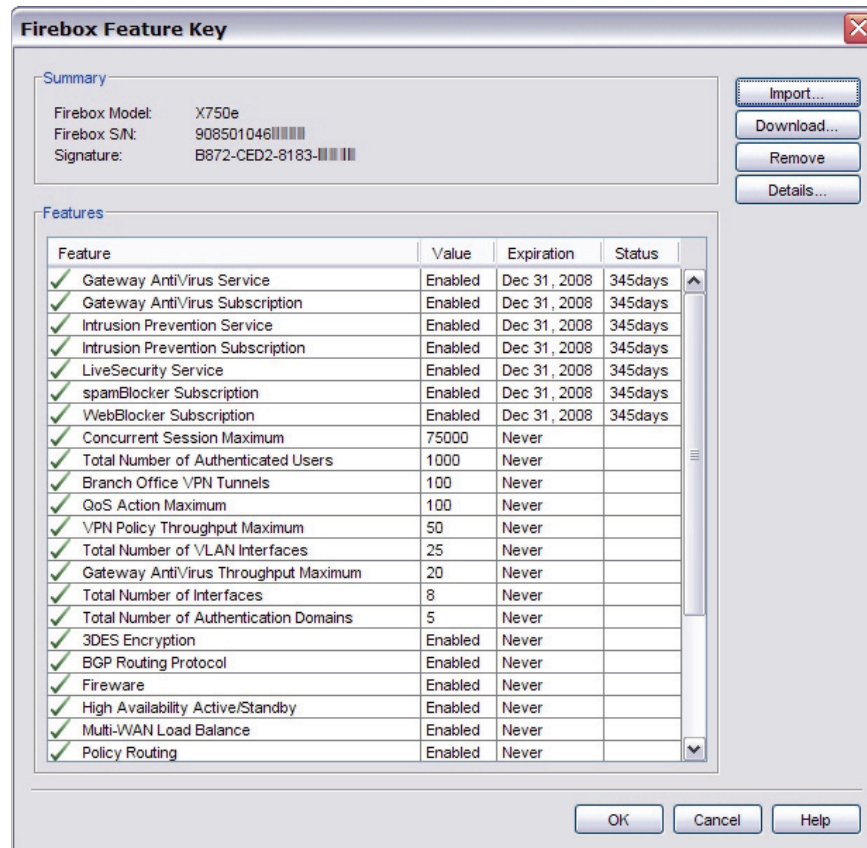 Firebox Feature Key
Summary
Import...
Firebox Model: X750e
Download...
Firebox S/N: 908501046
Signature: B872-CED2-8183-
Remove
Details...
Features
Feature Value Expiration Status
Gateway AntiVirus Service Enabled Dec 31, 2008 345days
Gateway AntiVirus Subscription Enabled Dec 31, 2008 345days
Intrusion Prevention Service Enabled Dec 31, 2008 345days
Intrusion Prevention Subscription Enabled Dec 31, 2008 345days
LiveSecurity Service Enabled Dec 31, 2008 345days
spamBlocker Subscription Enabled Dec 31, 2008 345days
WebBlocker Subscription Enabled Dec 31, 2008 345days
Concurrent Session Maximum 75000 Never
Total Number of Authenticated Users 1000 Never
Branch Office VPN Tunnels 100 Never
QoS Action Maximum 100 Never
VPN Policy Throughput Maximum 50 Never
Total Number of VLAN Interfaces 25 Never
Gateway AntiVirus Throughput Maximum 20 Never
Total Number of Interfaces 8 Never
Total Number of Authentication Domains 5 Never
3DES Encryption Enabled Never
BGP Routing Protocol Enabled Never
Fireware Enabled Never
High Availability Active/Standby Enabled Never
Multi-WAN Load Balance Enabled Never
Policy Routing Enabled Never
OK Cancel Help